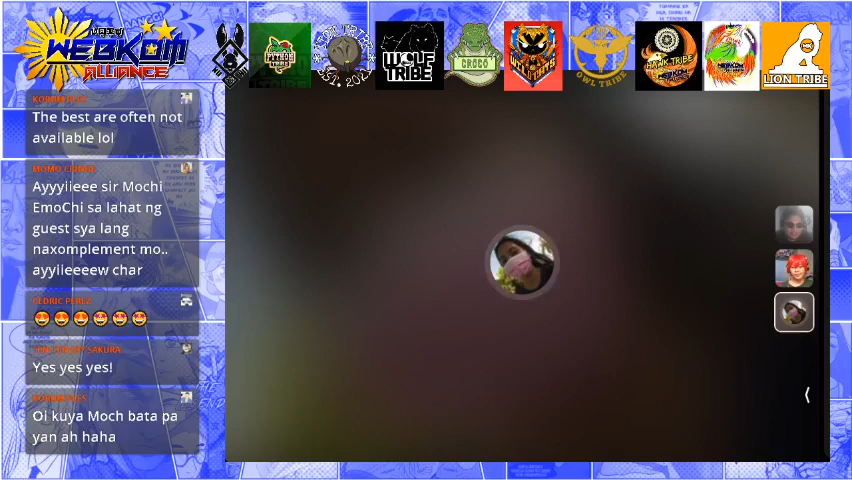 WEBKOM
ALLIANCE
PYTHON
WOLF
TRIBE
CROCO
WILDCATS
OWL TRIBE
HAWK TRIBE
LION TRIBE
The best are often not
available lol
Ayyyiieee sir Mochi
EmoChi sa lahat ng
guest sya lang
naxomplement mo..
ayyiieeeew char
Yes yes yes!
Oi kuya Moch bata pa
yan ah haha